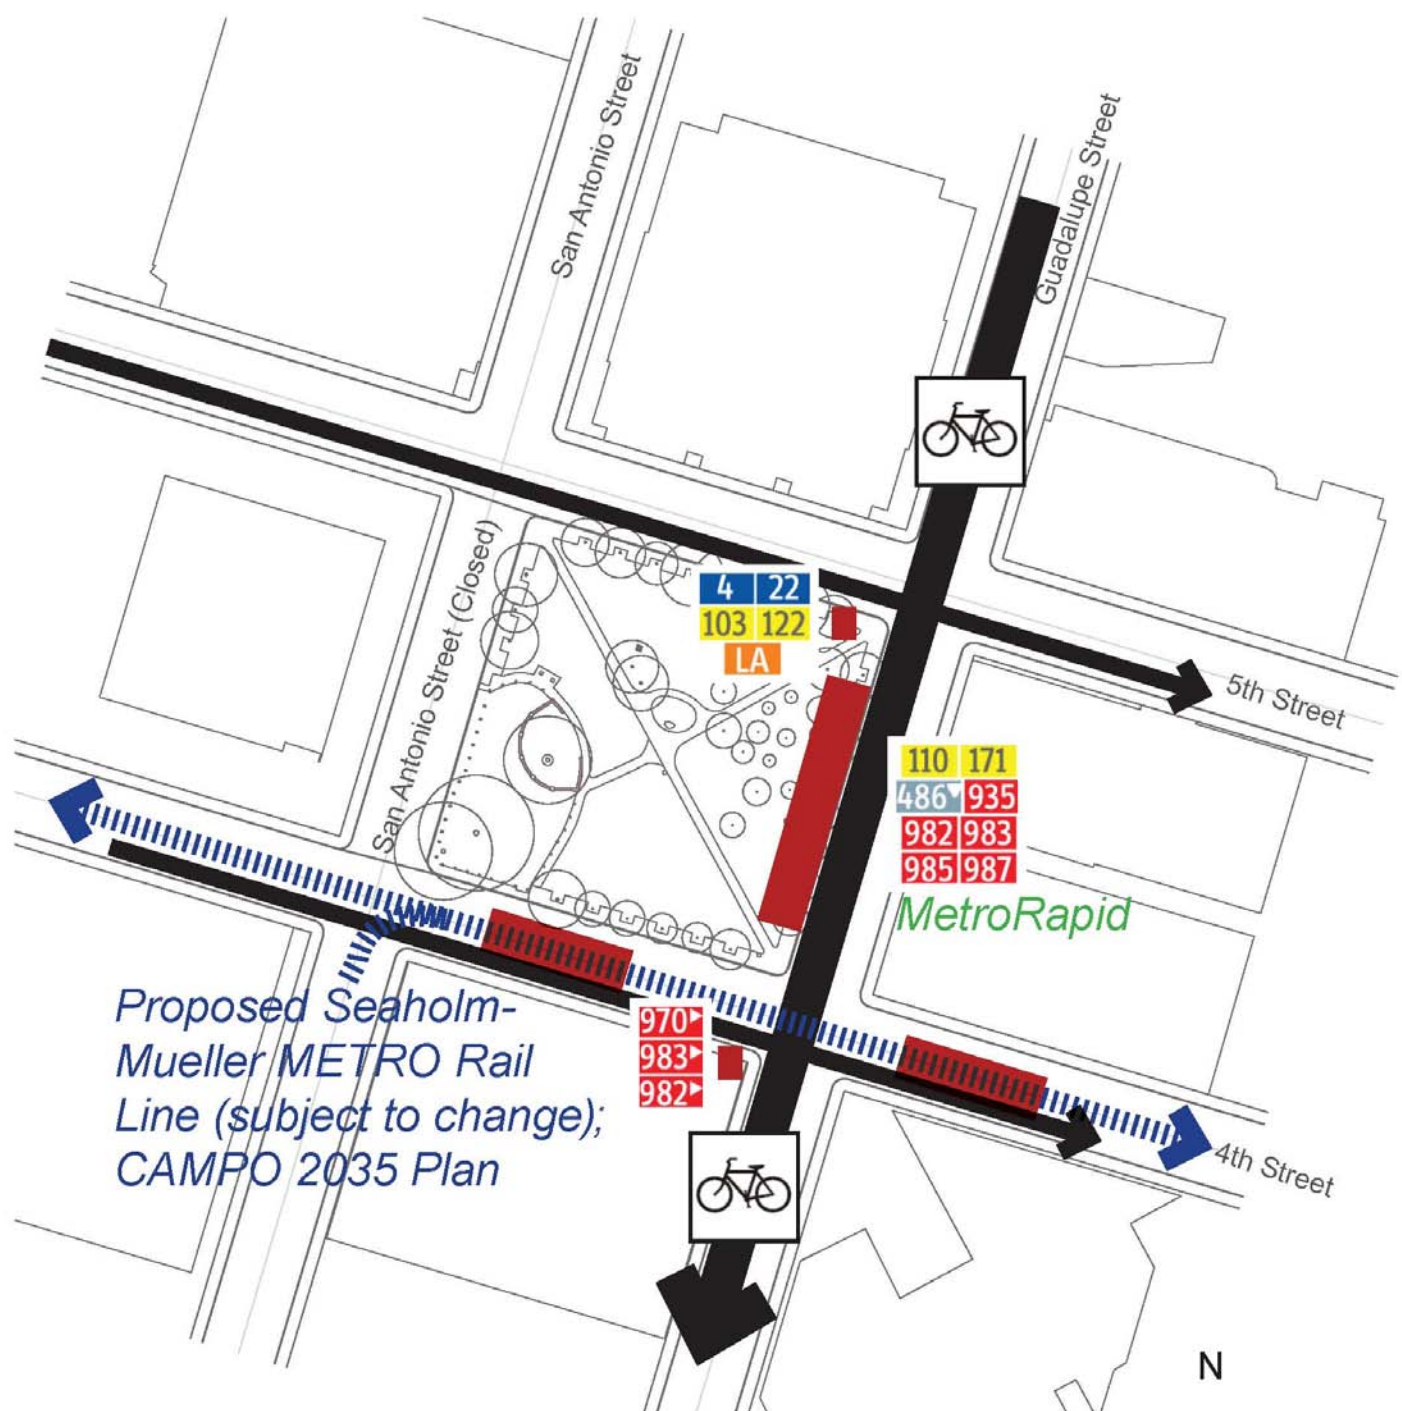 San Antonio Street
Guadalupe Street
San Antonio Street (Closed)
4 22
103 122
LA
5th Street
110 171
486 935
982 983
985 987
MetroRapid
970
983
982
Proposed Seaholm-
Mueller METRO Rail
Line (subject to change);
CAMPO 2035 Plan
4th Street
N